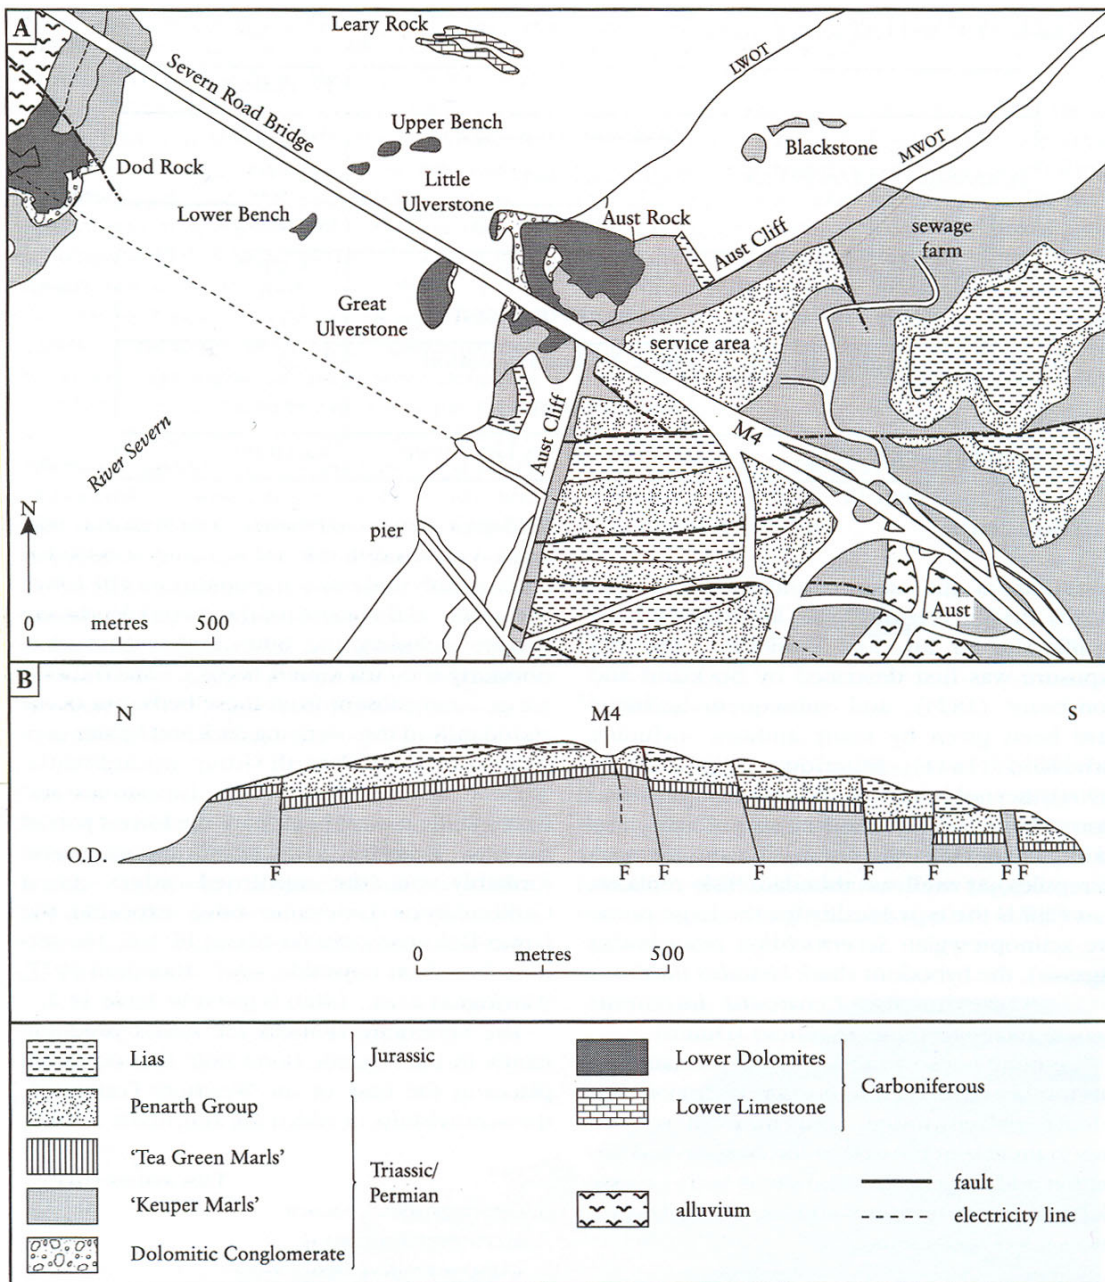 A
Leary Rock
LWOT
Severn Road Bridge
Upper Bench
Blackstone
MWOT
Dod Rock
Little
Ulverstone
Lower Bench
Aust Rock
Aust Cliff
sewage
farm
Great
Ulverstone
service area
River Severn
Aust Cliff
M4
N
pier
Aust
0 metres 500
B
N
M4
S
O.D.
F
F
F
F
F
F
F
F
0 metres 500
Lias
Jurassic
Penarth Group
'Tea Green Marls'
Triassic/
Permian
'Keuper Marls'
Dolomitic Conglomerate
Lower Dolomites
Carboniferous
Lower Limestone
alluvium
fault
electricity line